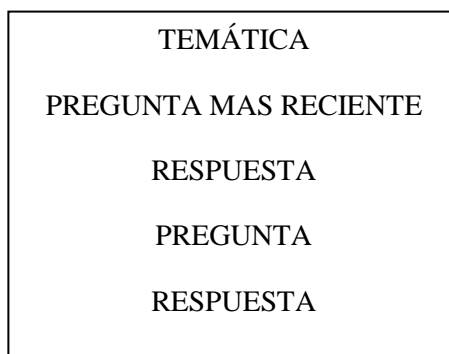 TEMÁTICA
PREGUNTA MAS RECIENTE
RESPUESTA
PREGUNTA
RESPUESTA